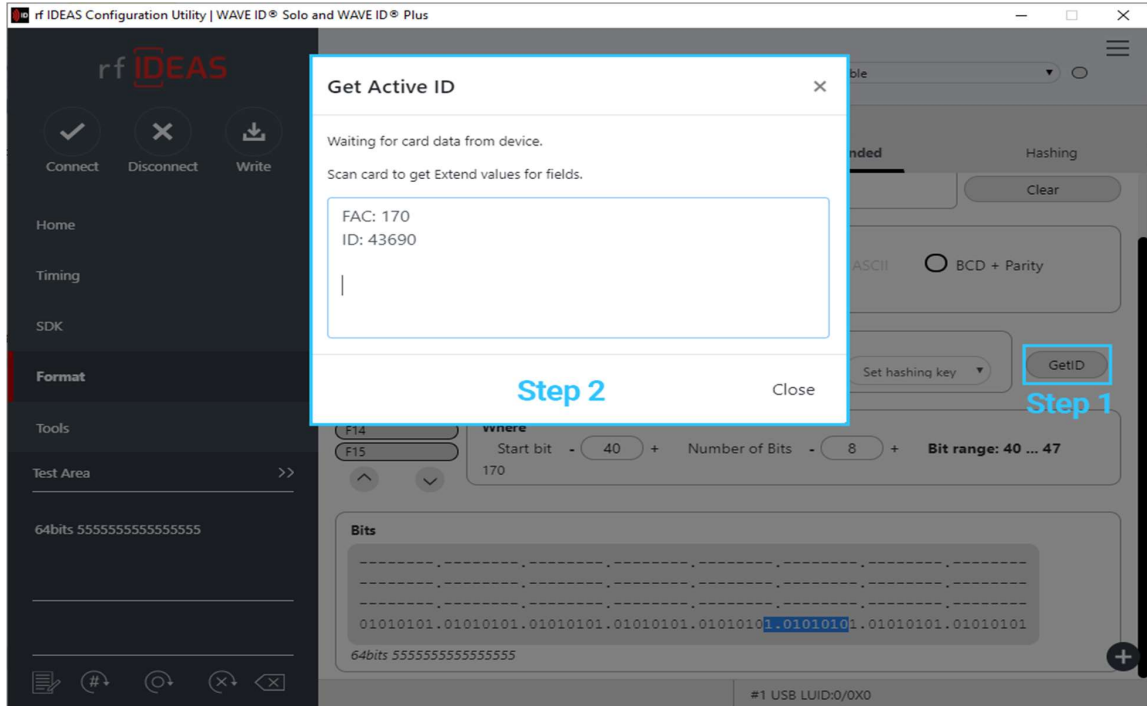 rf IDEAS Configuration Utility | WAVE ID® Solo and WAVE ID® Plus
rf IDEAS
Connect Disconnect Write
Home
Timing
SDK
Format
Tools
Test Area >>
64bits 5555555555555555
Get Active ID ×
Waiting for card data from device.
Scan card to get Extend values for fields.
FAC: 170
ID: 43690
Step 2 Close
ble
nded Hashing
Clear
ASCII BCD + Parity
Set hashing key GetID
Step 1
F14
F15
Where
Start bit - 40 + Number of Bits - 8 + Bit range: 40 ... 47
170
Bits
--------.--------.--------.--------.--------.--------.--------.--------
--------.--------.--------.--------.--------.--------.--------.--------
--------.--------.--------.--------.--------.--------.--------.--------
01010101.01010101.01010101.01010101.01010101.01010101.01010101.01010101
64bits 5555555555555555
#1 USB LUID:0/0X0